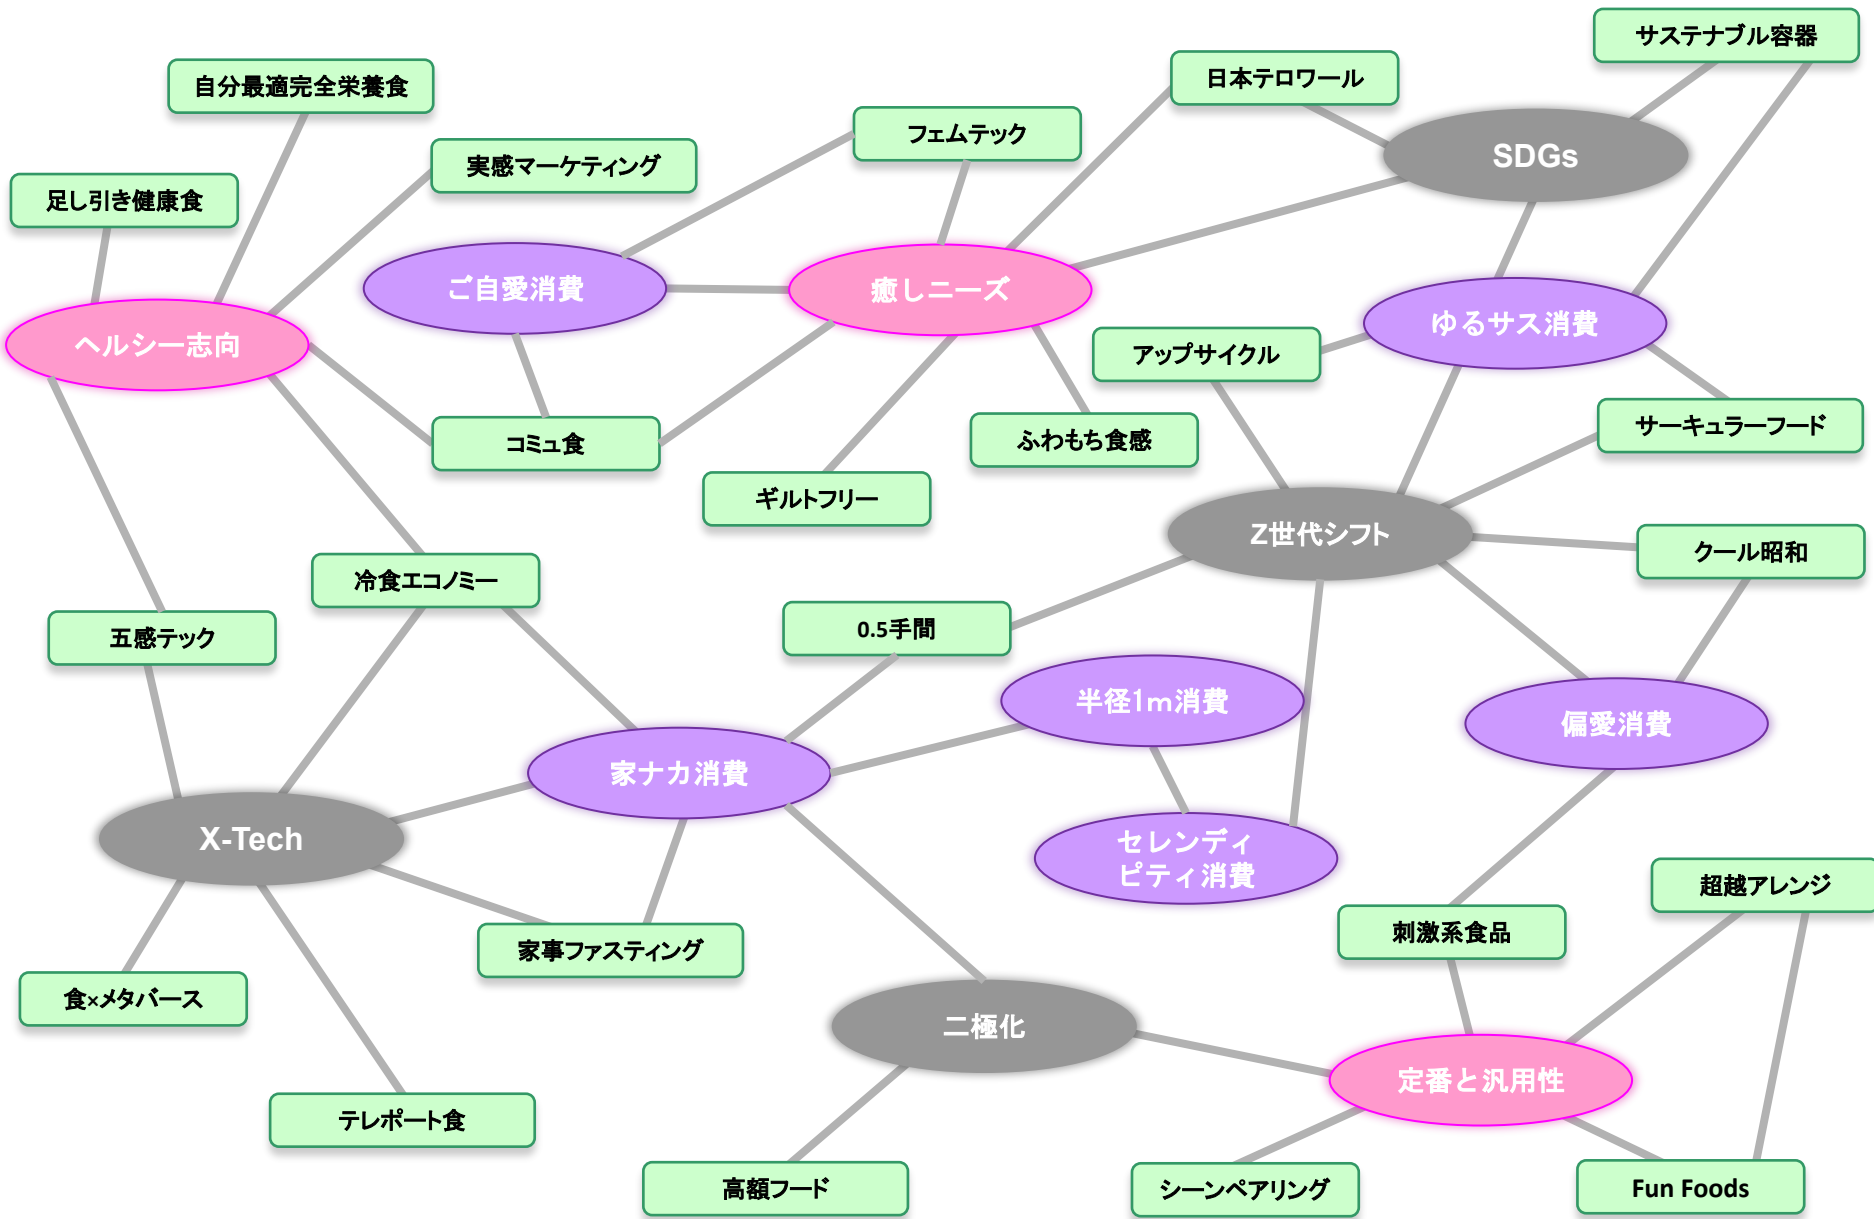 サステナブル容器
日本テロワール
自分最適完全栄養食
フェムテック
SDGs
実感マーケティング
足し引き健康食
ご自愛消費
癒しニーズ
ゆるサス消費
ヘルシー志向
アップサイクル
サーキュラーフード
コミュ食
ふわもち食感
ギルトフリー
Z世代シフト
クール昭和
冷食エコノミー
0.5手間
五感テック
半径1m消費
偏愛消費
家ナカ消費
X-Tech
セレンディ
ピティ消費
超越アレンジ
刺激系食品
家事ファスティング
食×メタバース
二極化
定番と汎用性
テレポート食
高額フード
シーンペアリング
Fun Foods